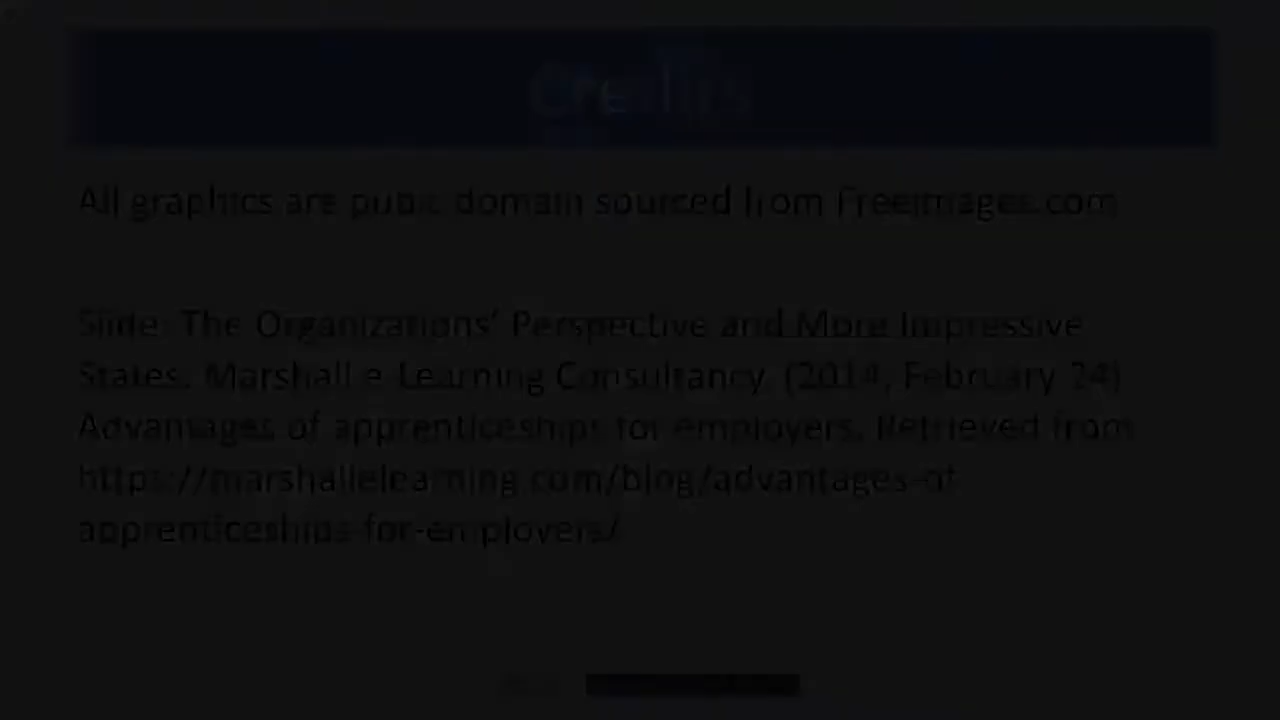 Credits
All graphics are public domain sourced from Freeimages.com
Slide: The Organizations' Perspective and More Impressive
States. Marshall e-Learning Consultancy. (2014, February 24)
Advantages of apprenticeships for employers. Retrieved from
https://marshallelearning.com/blog/advantages-of
apprenticeships-for-employers/